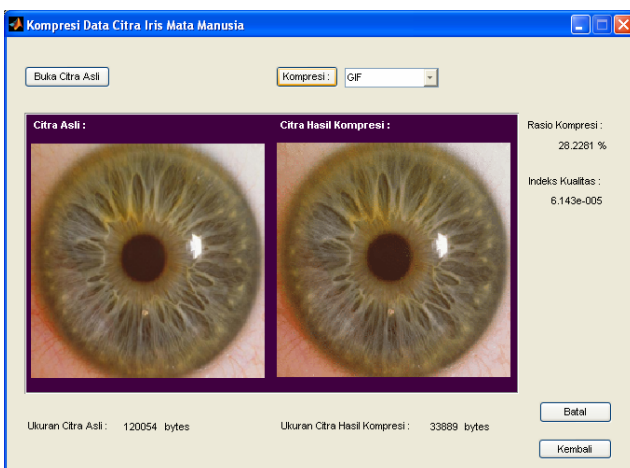 Kompresi Data Citra Iris Mata Manusia
Buka Citra Asli
Kompresi :
GIF
Citra Asli :
Citra Hasil Kompresi :
Rasio Kompresi :
28.2281 %
Indeks Kualitas :
6.143e-005
Ukuran Citra Asli : 120054 bytes
Ukuran Citra Hasil Kompresi : 33889 bytes
Batal
Kembali